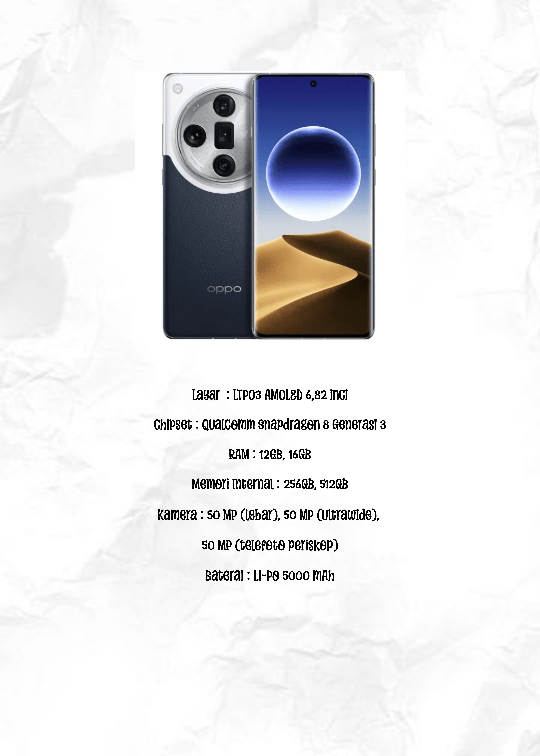 oppo
Layar : LTPO3 AMOLED 6,82 inci
Chipset : Qualcomm Snapdragon 8 Generasi 3
RAM : 12GB, 16GB
Memori Internal : 256GB, 512GB
Kamera : 50 MP (lebar), 50 MP (ultrawide),
50 MP (telefoto periskop)
Baterai : Li-Po 5000 mAh